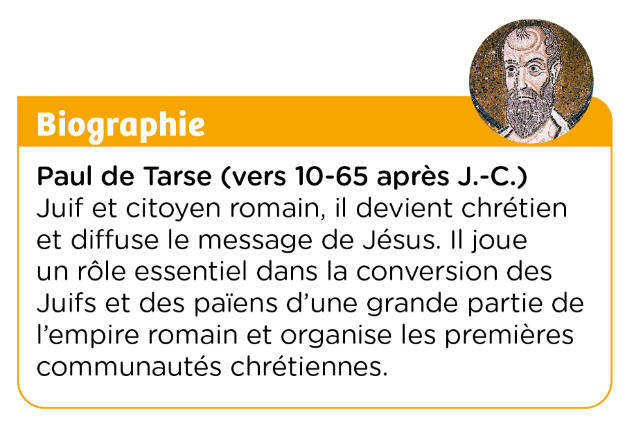 Biographie
Paul de Tarse (vers 10-65 après J.-C.)
Juif et citoyen romain, il devient chrétien
et diffuse le message de Jésus. Il joue
un rôle essentiel dans la conversion des
Juifs et des païens d’une grande partie de
l’empire romain et organise les premières
communautés chrétiennes.